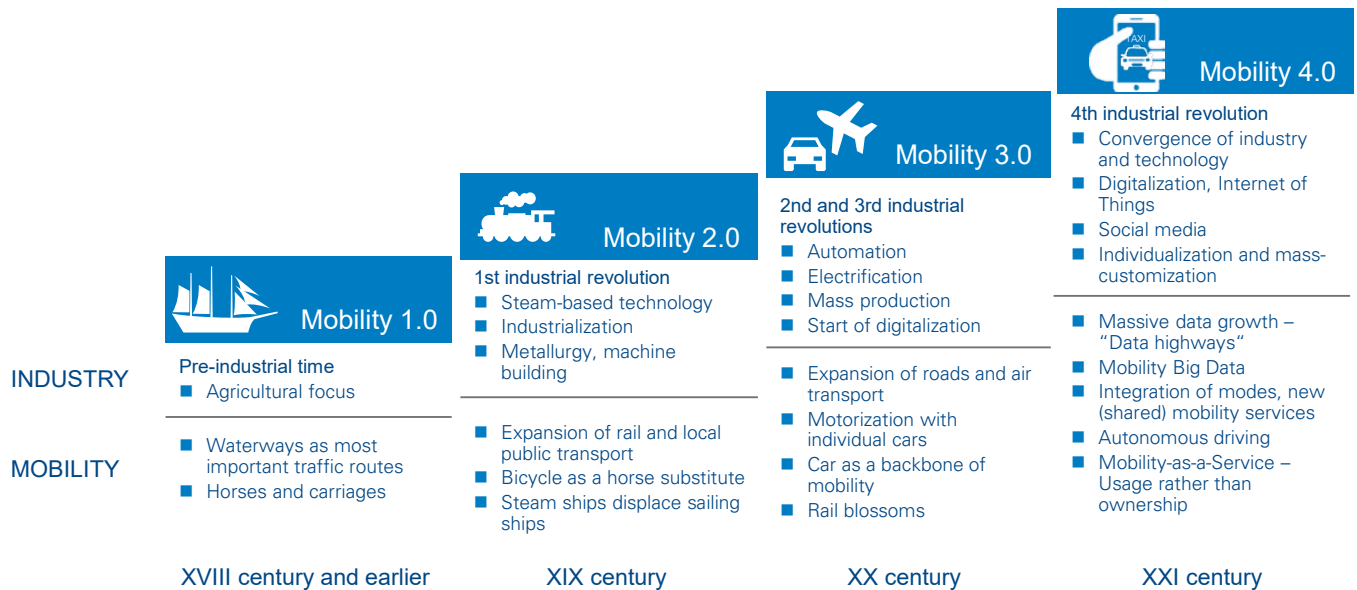 Mobility 1.0
Pre-industrial time
Agricultural focus
Waterways as most
important traffic routes
Horses and carriages
XVIII century and earlier
Mobility 2.0
1st industrial revolution
Steam-based technology
Industrialization
Metallurgy, machine
building
Expansion of rail and local
public transport
Bicycle as a horse substitute
Steam ships displace sailing
ships
XIX century
Mobility 3.0
2nd and 3rd industrial
revolutions
Automation
Electrification
Mass production
Start of digitalization
Expansion of roads and air
transport
Motorization with
individual cars
Car as a backbone of
mobility
Rail blossoms
XX century
TAXI
Mobility 4.0
4th industrial revolution
Convergence of industry
and technology
Digitalization, Internet of
Things
Social media
Individualization and mass-
customization
Massive data growth –
“Data highways“
Mobility Big Data
Integration of modes, new
(shared) mobility services
Autonomous driving
Mobility-as-a-Service –
Usage rather than
ownership
XXI century
INDUSTRY
MOBILITY